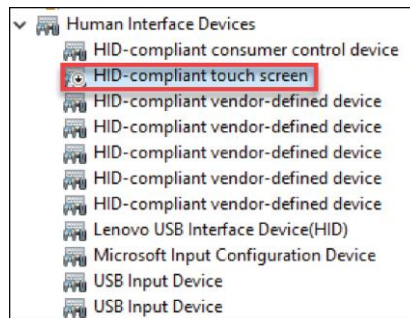 Human Interface Devices
HID-compliant consumer control device
HID-compliant touch screen
HID-compliant vendor-defined device
HID-compliant vendor-defined device
HID-compliant vendor-defined device
HID-compliant vendor-defined device
HID-compliant vendor-defined device
Lenovo USB Interface Device(HID)
Microsoft Input Configuration Device
USB Input Device
USB Input Device